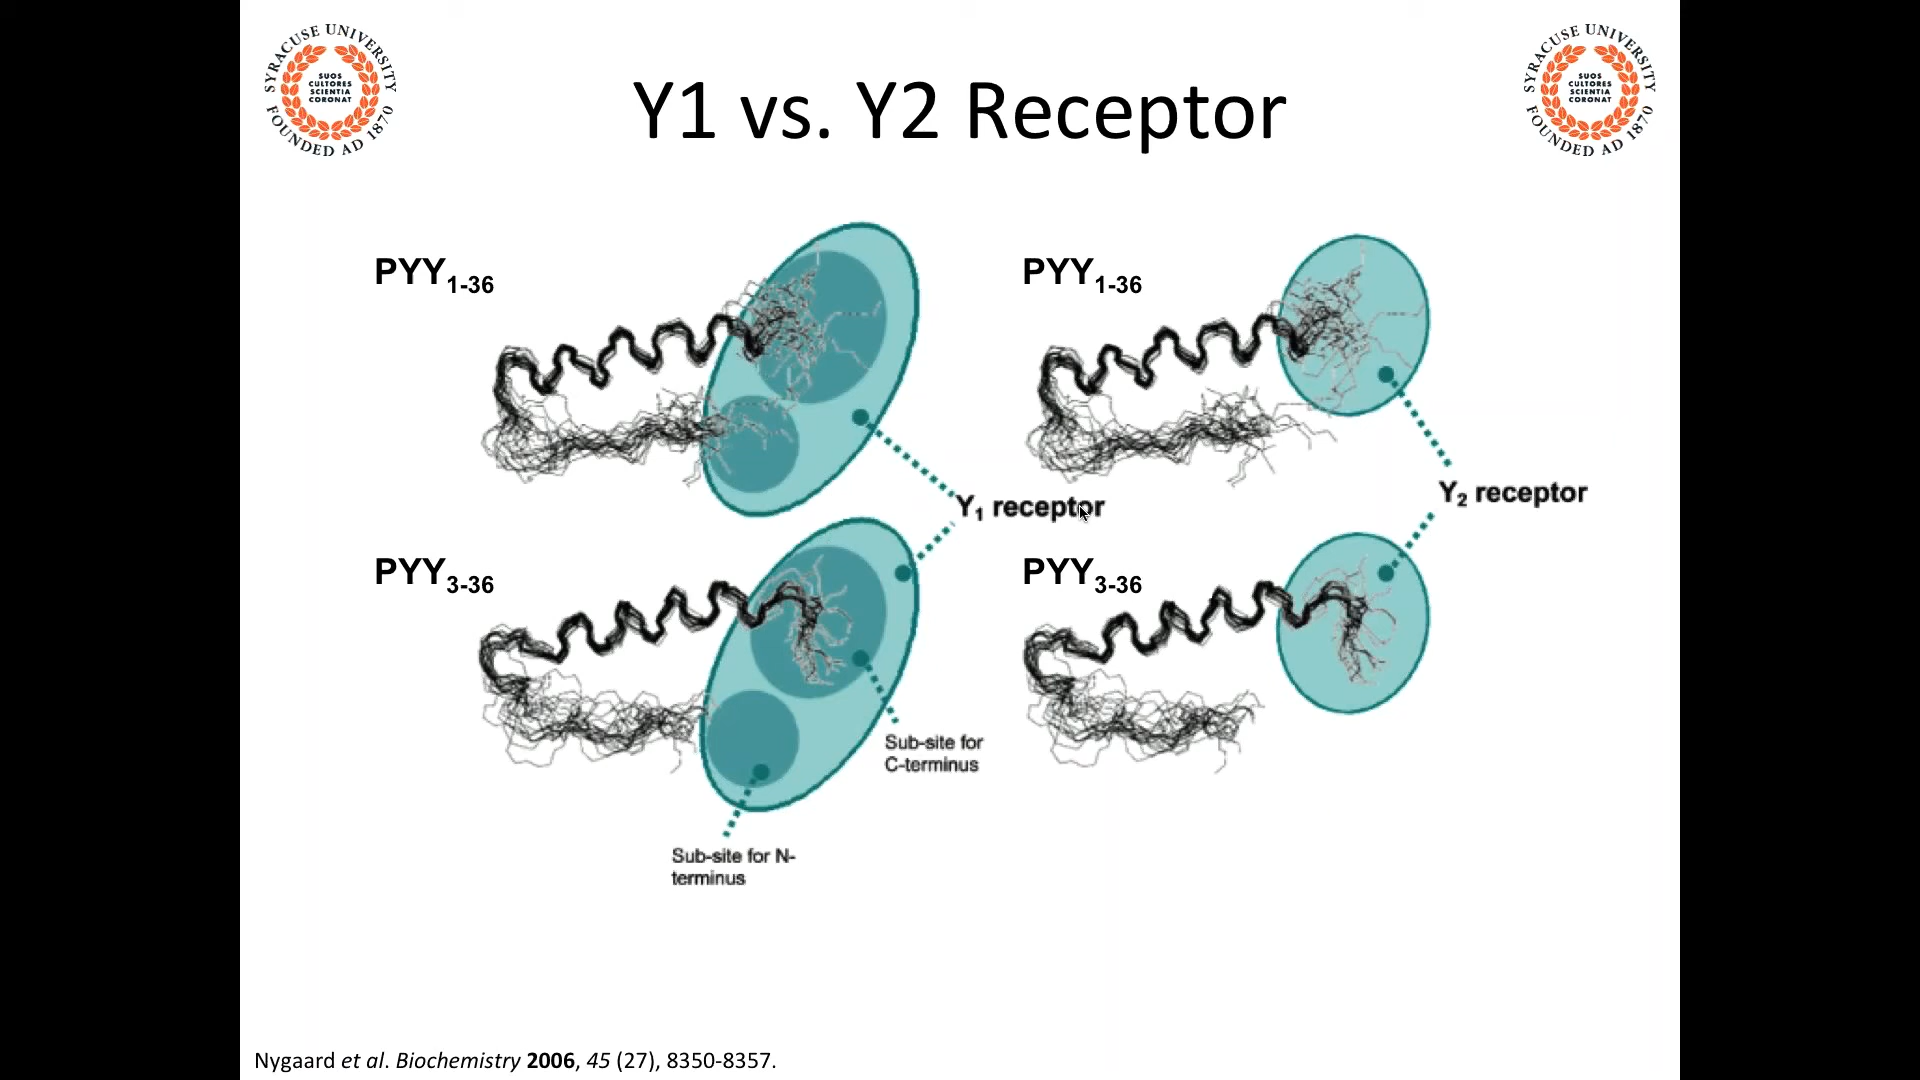 SYRACUSE UNIVERSITY
FOUNDED AD 1870
SUOS
CULTORES
SCIENTIA
CORONAT
Y1 vs. Y2 Receptor
SYRACUSE UNIVERSITY
FOUNDED AD 1870
SUOS
CULTORES
SCIENTIA
CORONAT
PYY1-36
PYY1-36
Y1 receptor
Y2 receptor
PYY3-36
PYY3-36
Sub-site for
C-terminus
Sub-site for N-
terminus
Nygaard et al. Biochemistry 2006, 45 (27), 8350-8357.